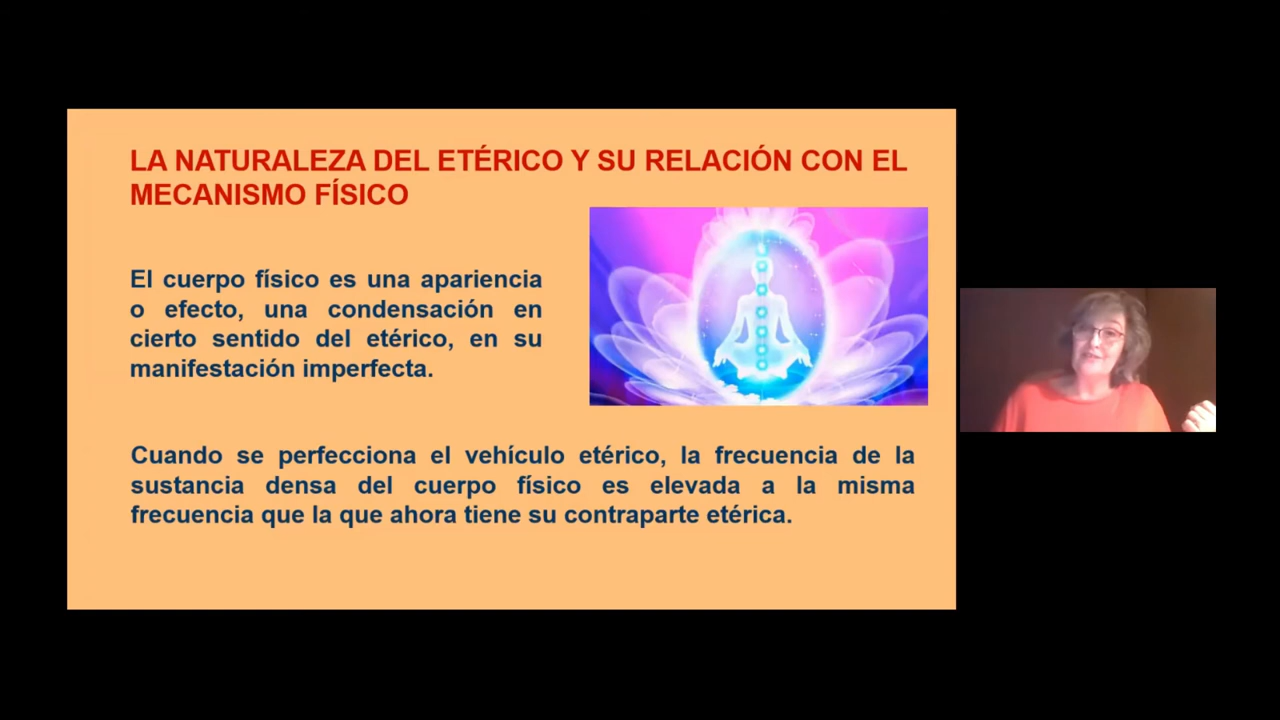 LA NATURALEZA DEL ETÉRICO Y SU RELACIÓN CON EL
MECANISMO FÍSICO
El cuerpo físico es una apariencia
o efecto, una condensación en
cierto sentido del etérico, en su
manifestación imperfecta.
Cuando se perfecciona el vehículo etérico, la frecuencia de la
sustancia densa del cuerpo físico es elevada a la misma
frecuencia que la que ahora tiene su contraparte etérica.